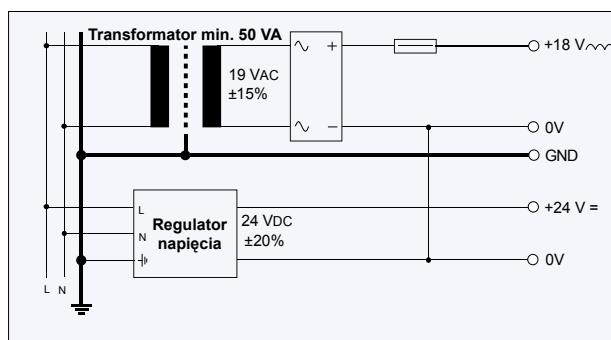 Transformator min. 50 VA
19 VAC
±15%
+
−
+18 V
0V
GND
L
N
Regulator
napięcia
24 VDC
±20%
+24 V =
0V
L N